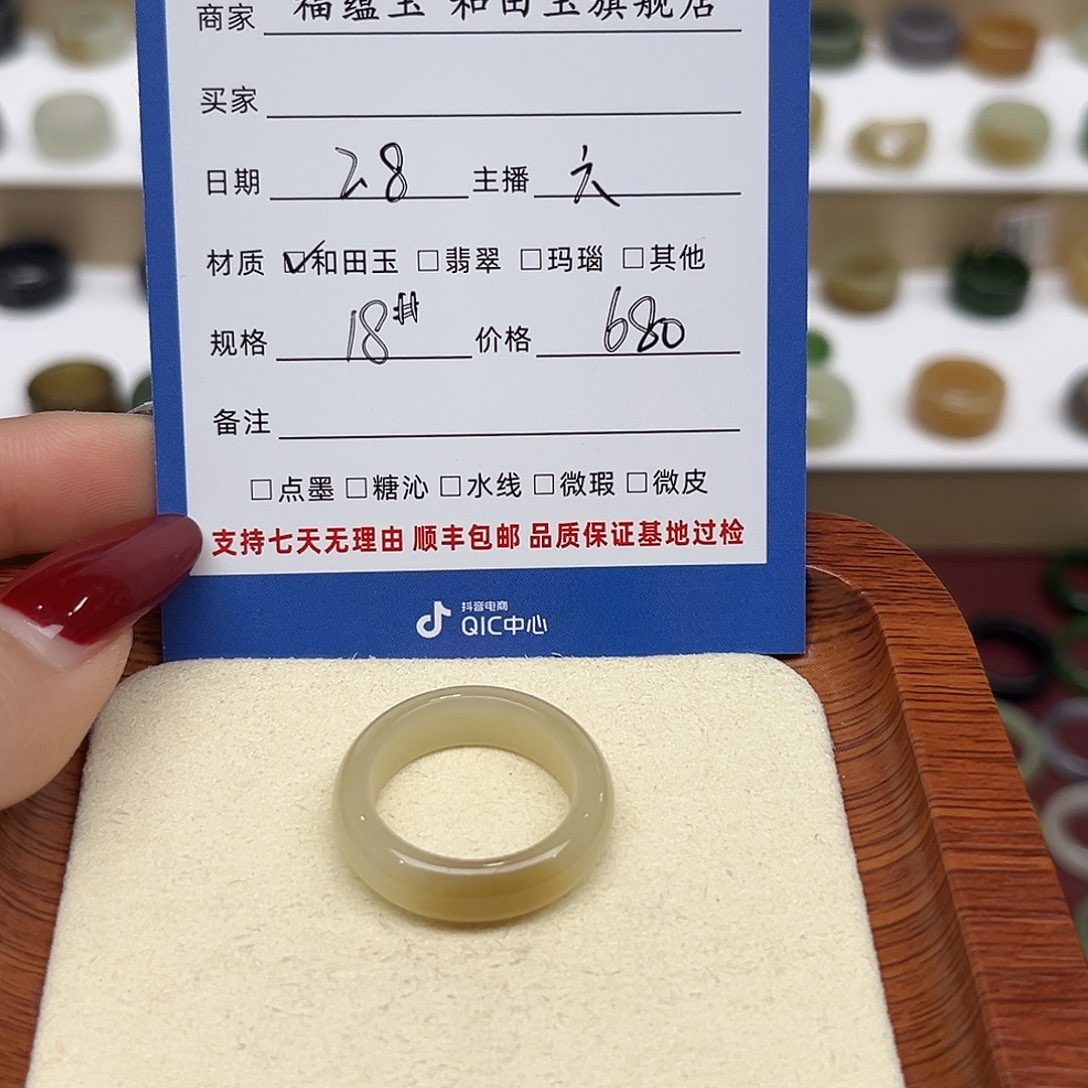 商家 福蕴玉 和田玉旗舰店
买家
日期 28 主播 六
材质 ☑和田玉 □翡翠 □玛瑙 □其他
规格 18# 价格 680
备注
□点墨 □糖沁 □水线 □微瑕 □微皮
支持七天无理由 顺丰包邮 品质保证基地过检
抖音电商
QIC中心